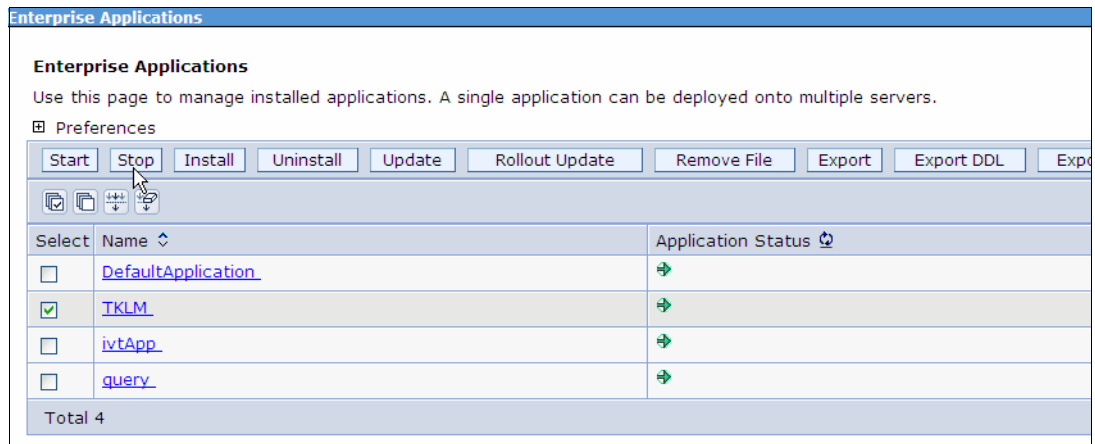 Enterprise Applications
Enterprise Applications
Use this page to manage installed applications. A single application can be deployed onto multiple servers.
Preferences
Start Stop Install Uninstall Update Rollout Update Remove File Export Export DDL Expo
Select Name Application Status
DefaultApplication
TKLM
ivtApp
query
Total 4